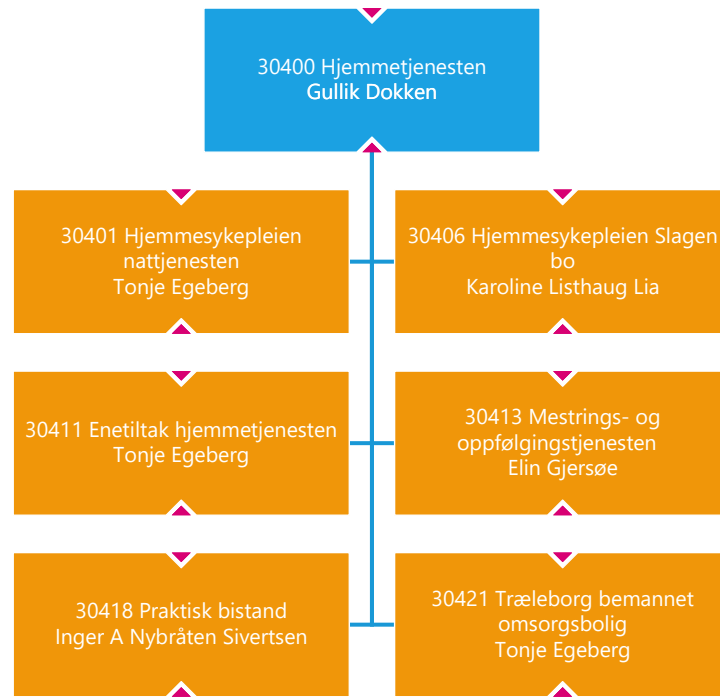 30400 Hjemmetjenesten
Gullik Dokken
30401 Hjemmesykepleien
nattjenesten
Tonje Egeberg
30406 Hjemmesykepleien Slagen
bo
Karoline Listhaug Lia
30411 Enetiltak hjemmetjenesten
Tonje Egeberg
30413 Mestrings- og
oppfølgingstjenesten
Elin Gjersøe
30418 Praktisk bistand
Inger A Nybråten Sivertsen
30421 Træleborg bemannet
omsorgsbolig
Tonje Egeberg